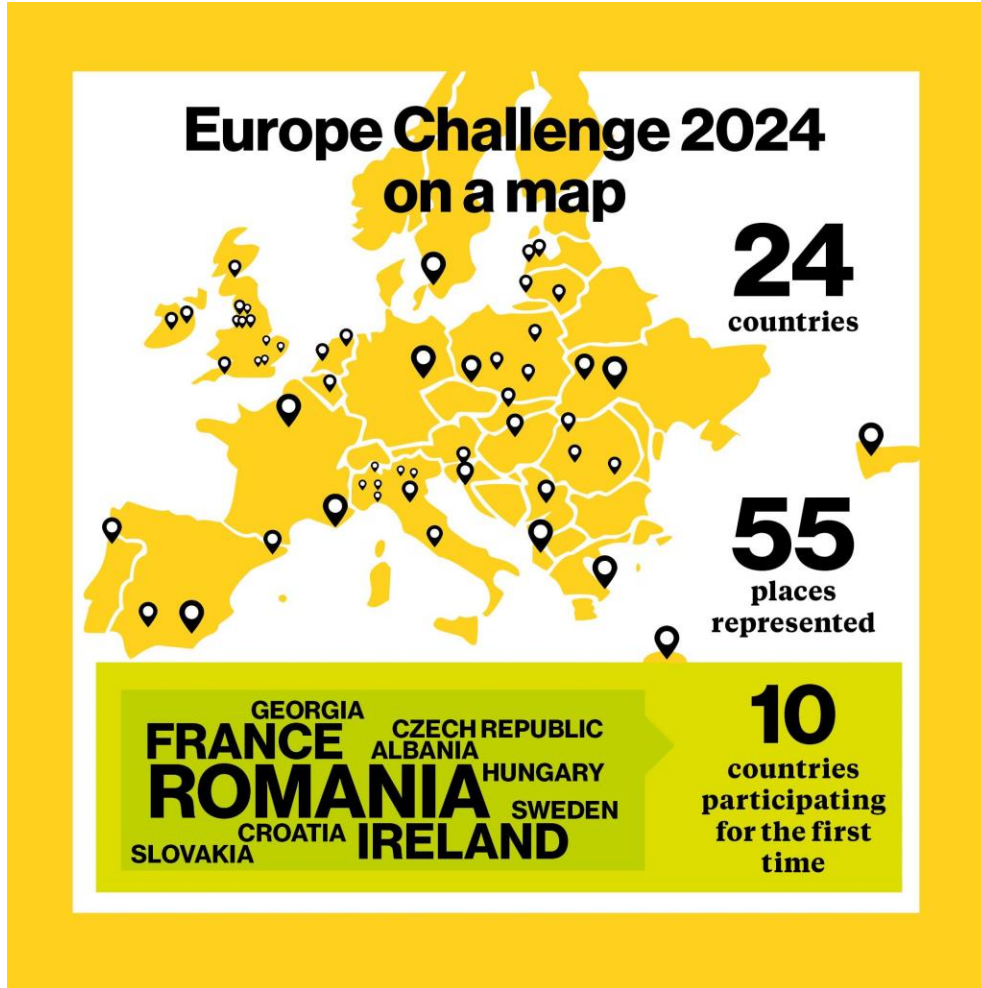 Europe Challenge 2024
on a map
24
countries
55
places
represented
GEORGIA
FRANCE
CZECH REPUBLIC
ALBANIA
ROMANIA
HUNGARY
SWEDEN
CROATIA
IRELAND
SLOVAKIA
10
countries
participating
for the first
time